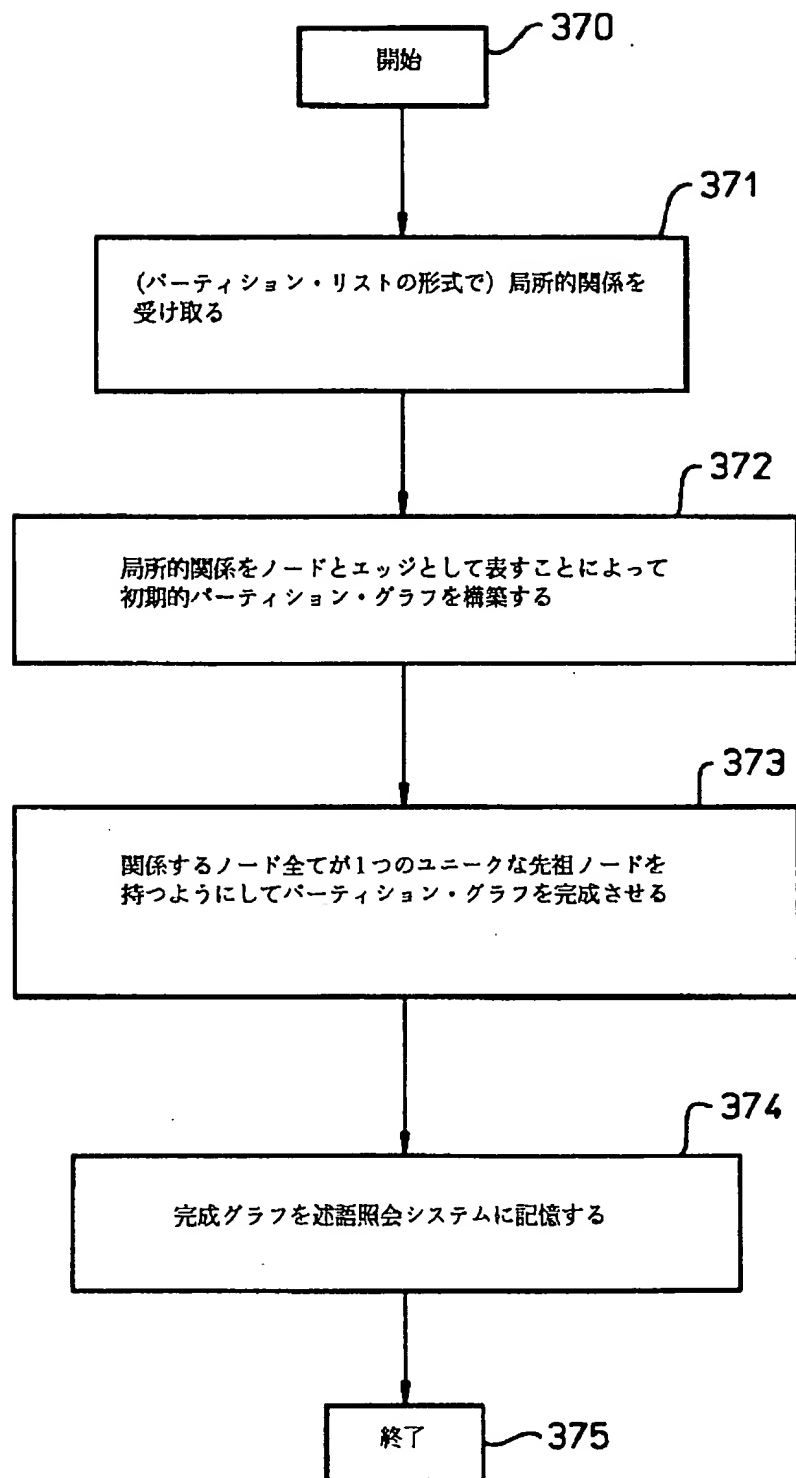 370
開始
371
(パーティション・リストの形式で) 局所的関係を
受け取る
372
局所的関係をノードとエッジとして表すことによって
初期的パーティション・グラフを構築する
373
関係するノード全てが1つのユニークな先祖ノードを
持つようにしてパーティション・グラフを完成させる
374
完成グラフを述語照会システムに記憶する
終了
375